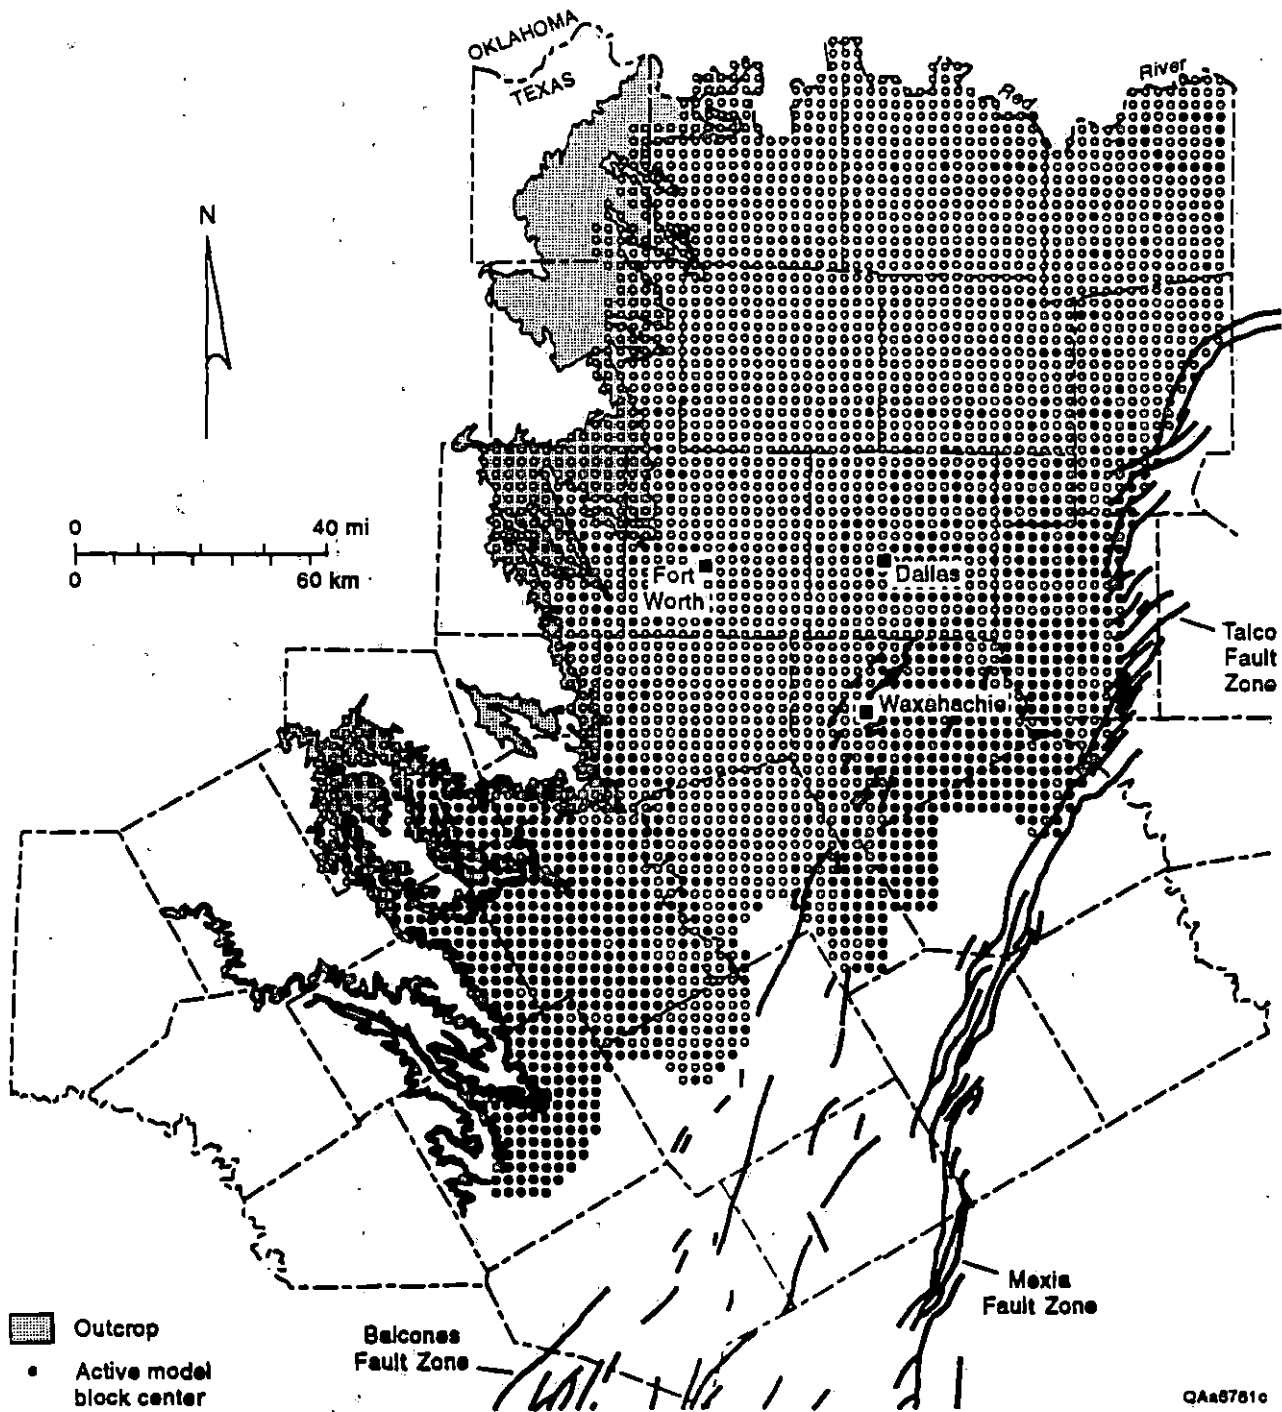 OKLAHOMA
TEXAS
Red
River
N
0
40 mi
0
60 km
Fort
Worth
Dallas
Talco
Fault
Zone
Waxahachie
Mexia
Fault Zone
Balcones
Fault Zone
Outcrop
Active model
block center
QAa6761c